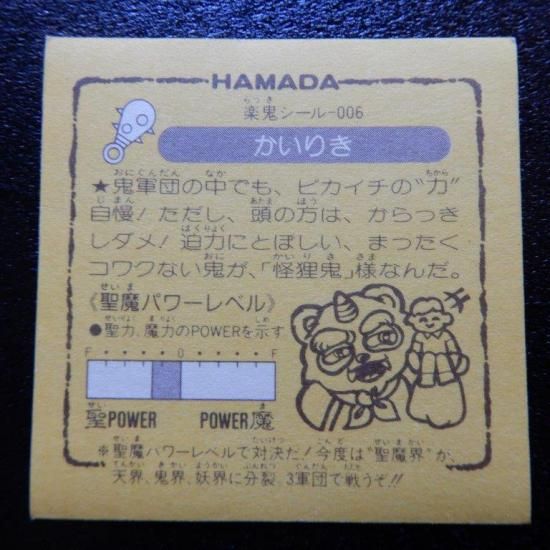 HAMADA
楽鬼シール-006
かいりき
★鬼軍団の中でも、ピカイチの"力"
自慢!ただし、頭の方は、からっき
しダメ!迫力にとぼしい、まったく
コワクない鬼が、「怪狸鬼」様なんだ。
《聖魔パワーレベル》
●聖力、魔力のPOWERを示す
F・・・・0・・・・F
聖POWER POWER魔
※聖魔パワーレベルで対決だ!今度は"聖魔界"が、
天界、鬼界、妖界に分裂。3軍団で戦うぞ!!